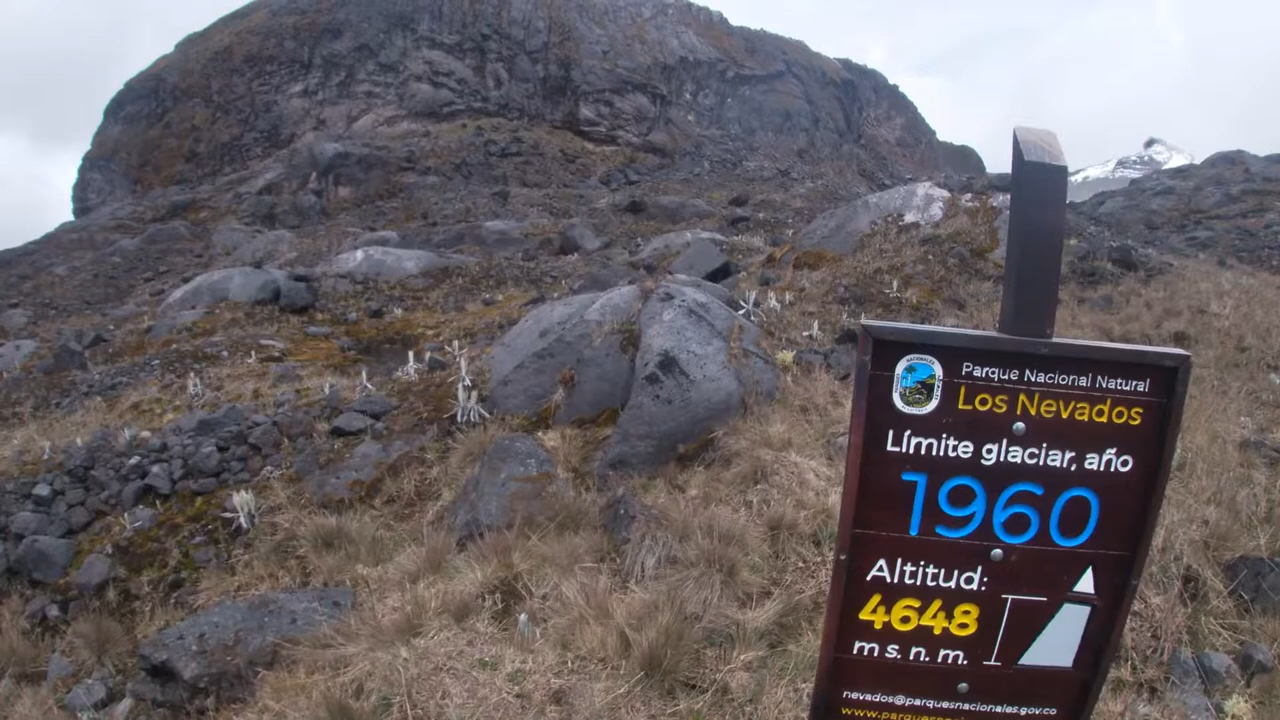 Parque Nacional Natural
Los Nevados
Límite glaciar, año
1960
Altitud:
4648
m s. n. m.
nevados@parquesnacionales.gov.co